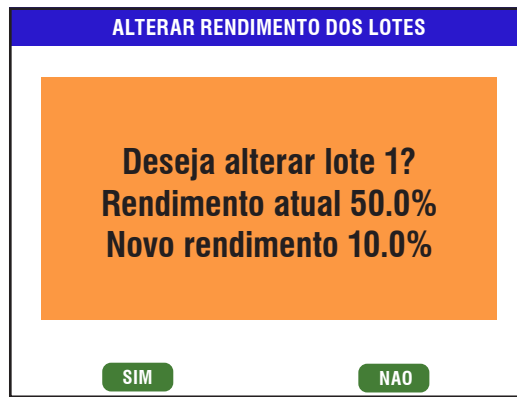 ALTERAR RENDIMENTO DOS LOTES
Deseja alterar lote 1?
Rendimento atual 50.0%
Novo rendimento 10.0%
SIM
NAO